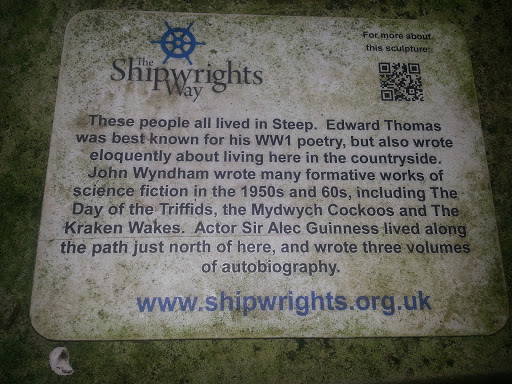 The
Shipwrights
Way
For more about
this sculpture:
These people all lived in Steep. Edward Thomas
was best known for his WW1 poetry, but also wrote
eloquently about living here in the countryside.
John Wyndham wrote many formative works of
science fiction in the 1950s and 60s, including The
Day of the Triffids, the Mydwych Cockoos and The
Kraken Wakes. Actor Sir Alec Guinness lived along
the path just north of here, and wrote three volumes
of autobiography.
www.shipwrights.org.uk